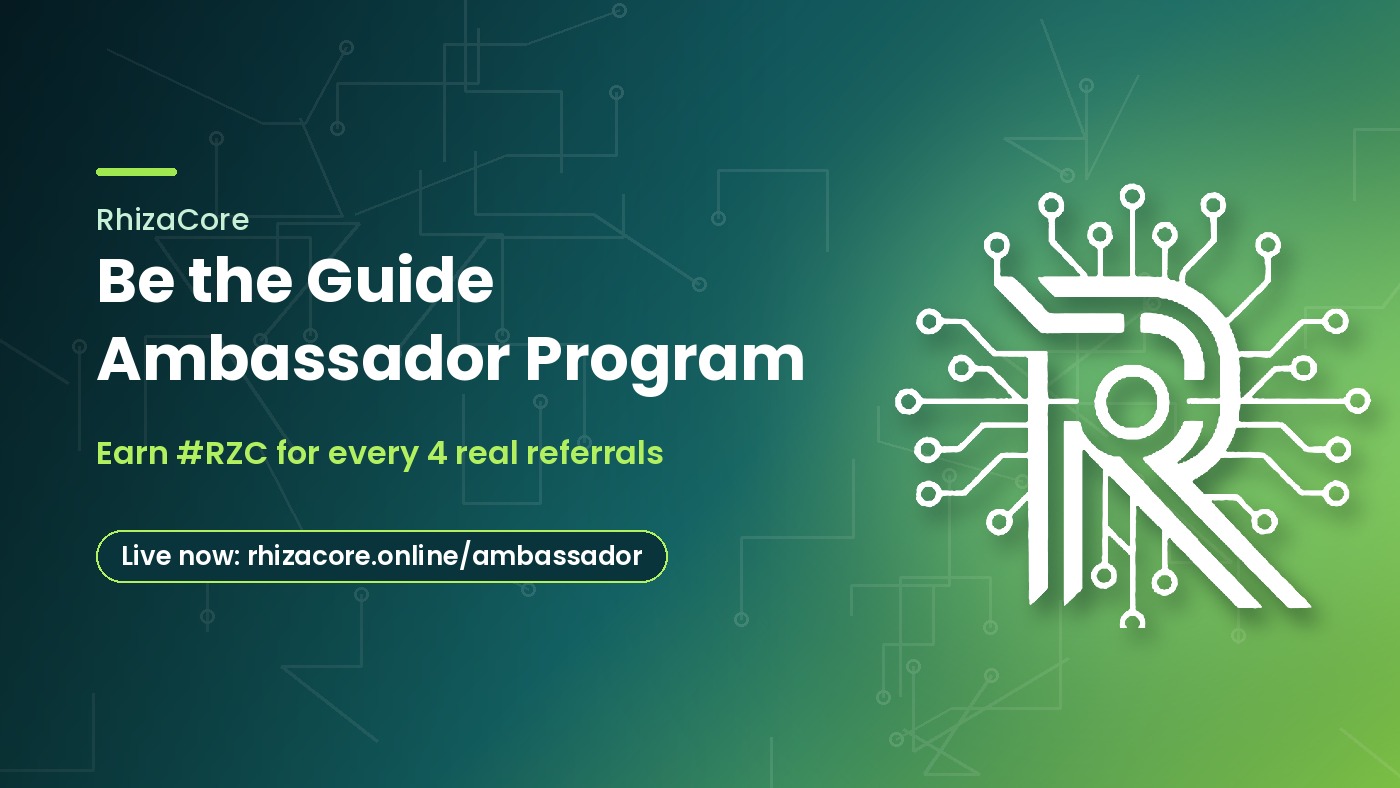 RhizaCore
Be the Guide
Ambassador Program
Earn #RZC for every 4 real referrals
Live now: rhizacore.online/ambassador